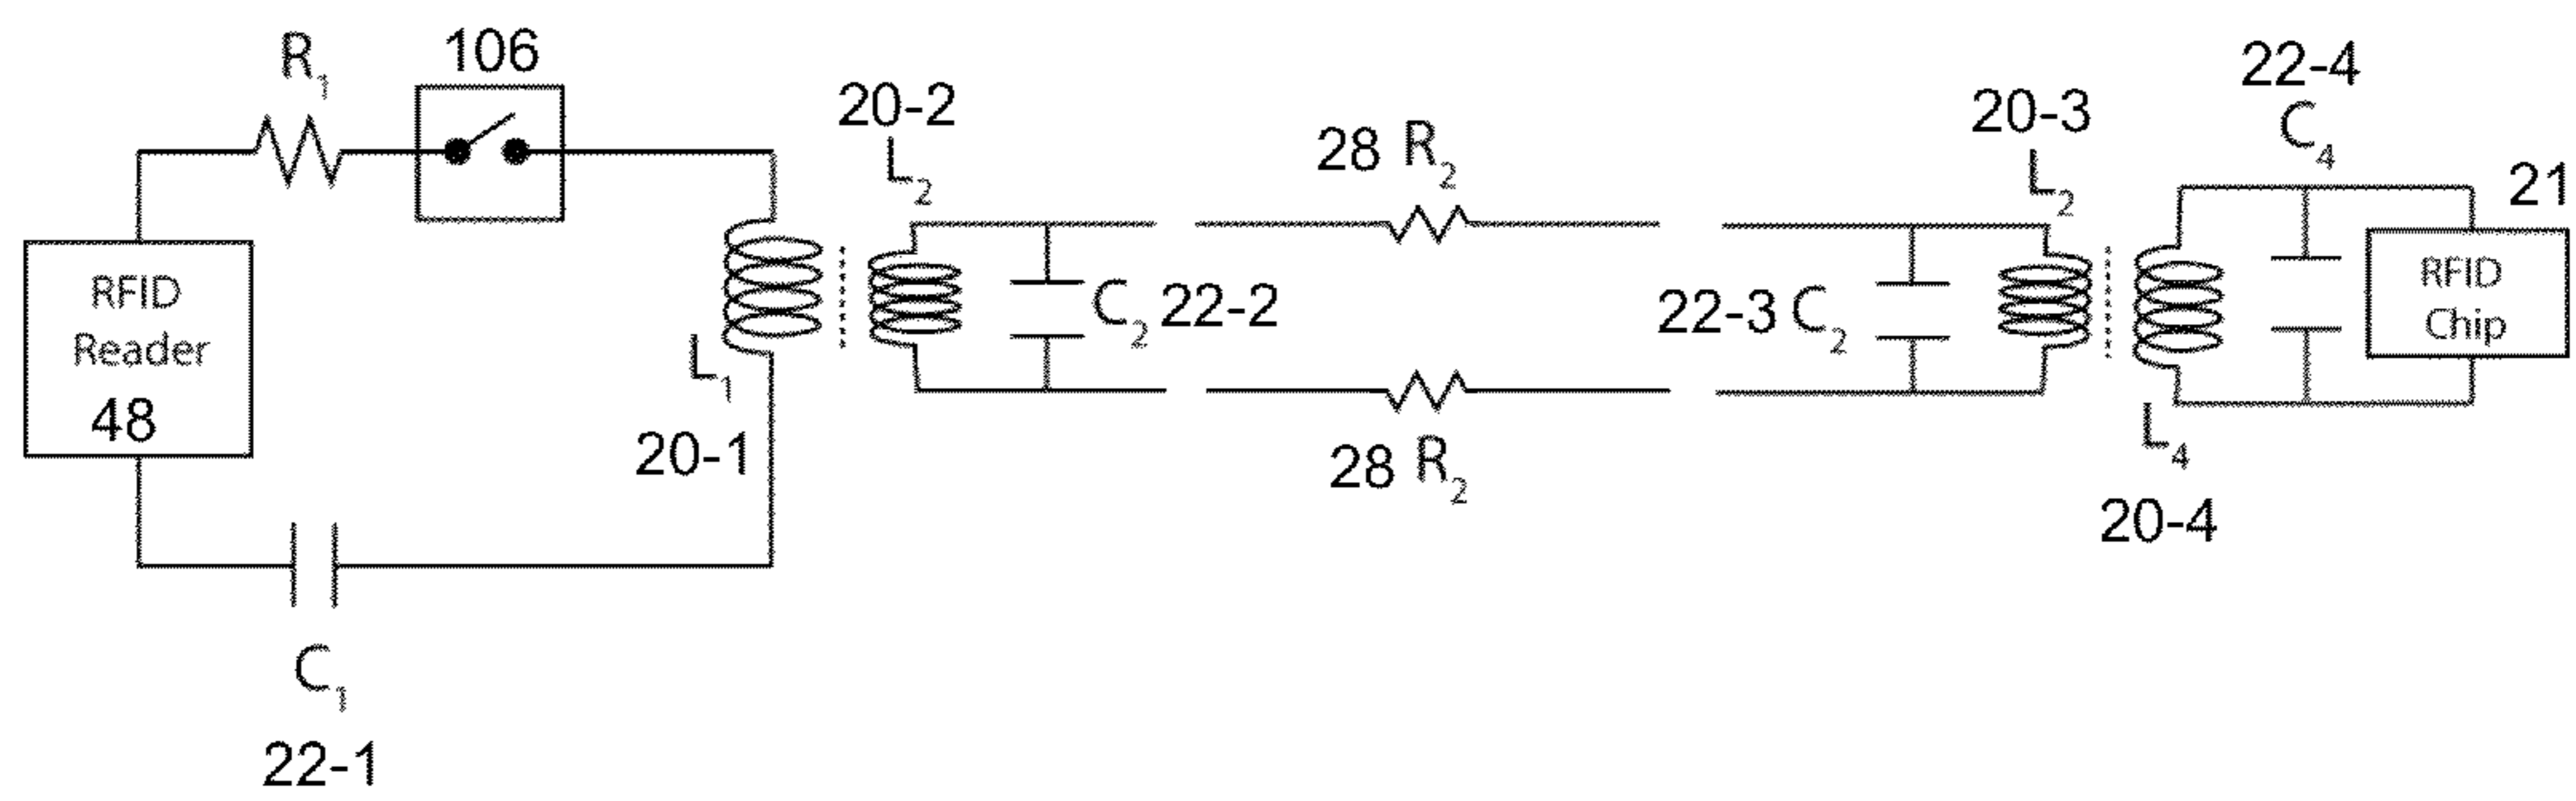 R₁
106
20-2
L₂
28 R₂
20-3
L₂
22-4
C₄
21
RFID
Reader
48
L₁
20-1
C₂ 22-2
22-3 C₂
RFID
Chip
28 R₂
L₄
20-4
C₁
22-1